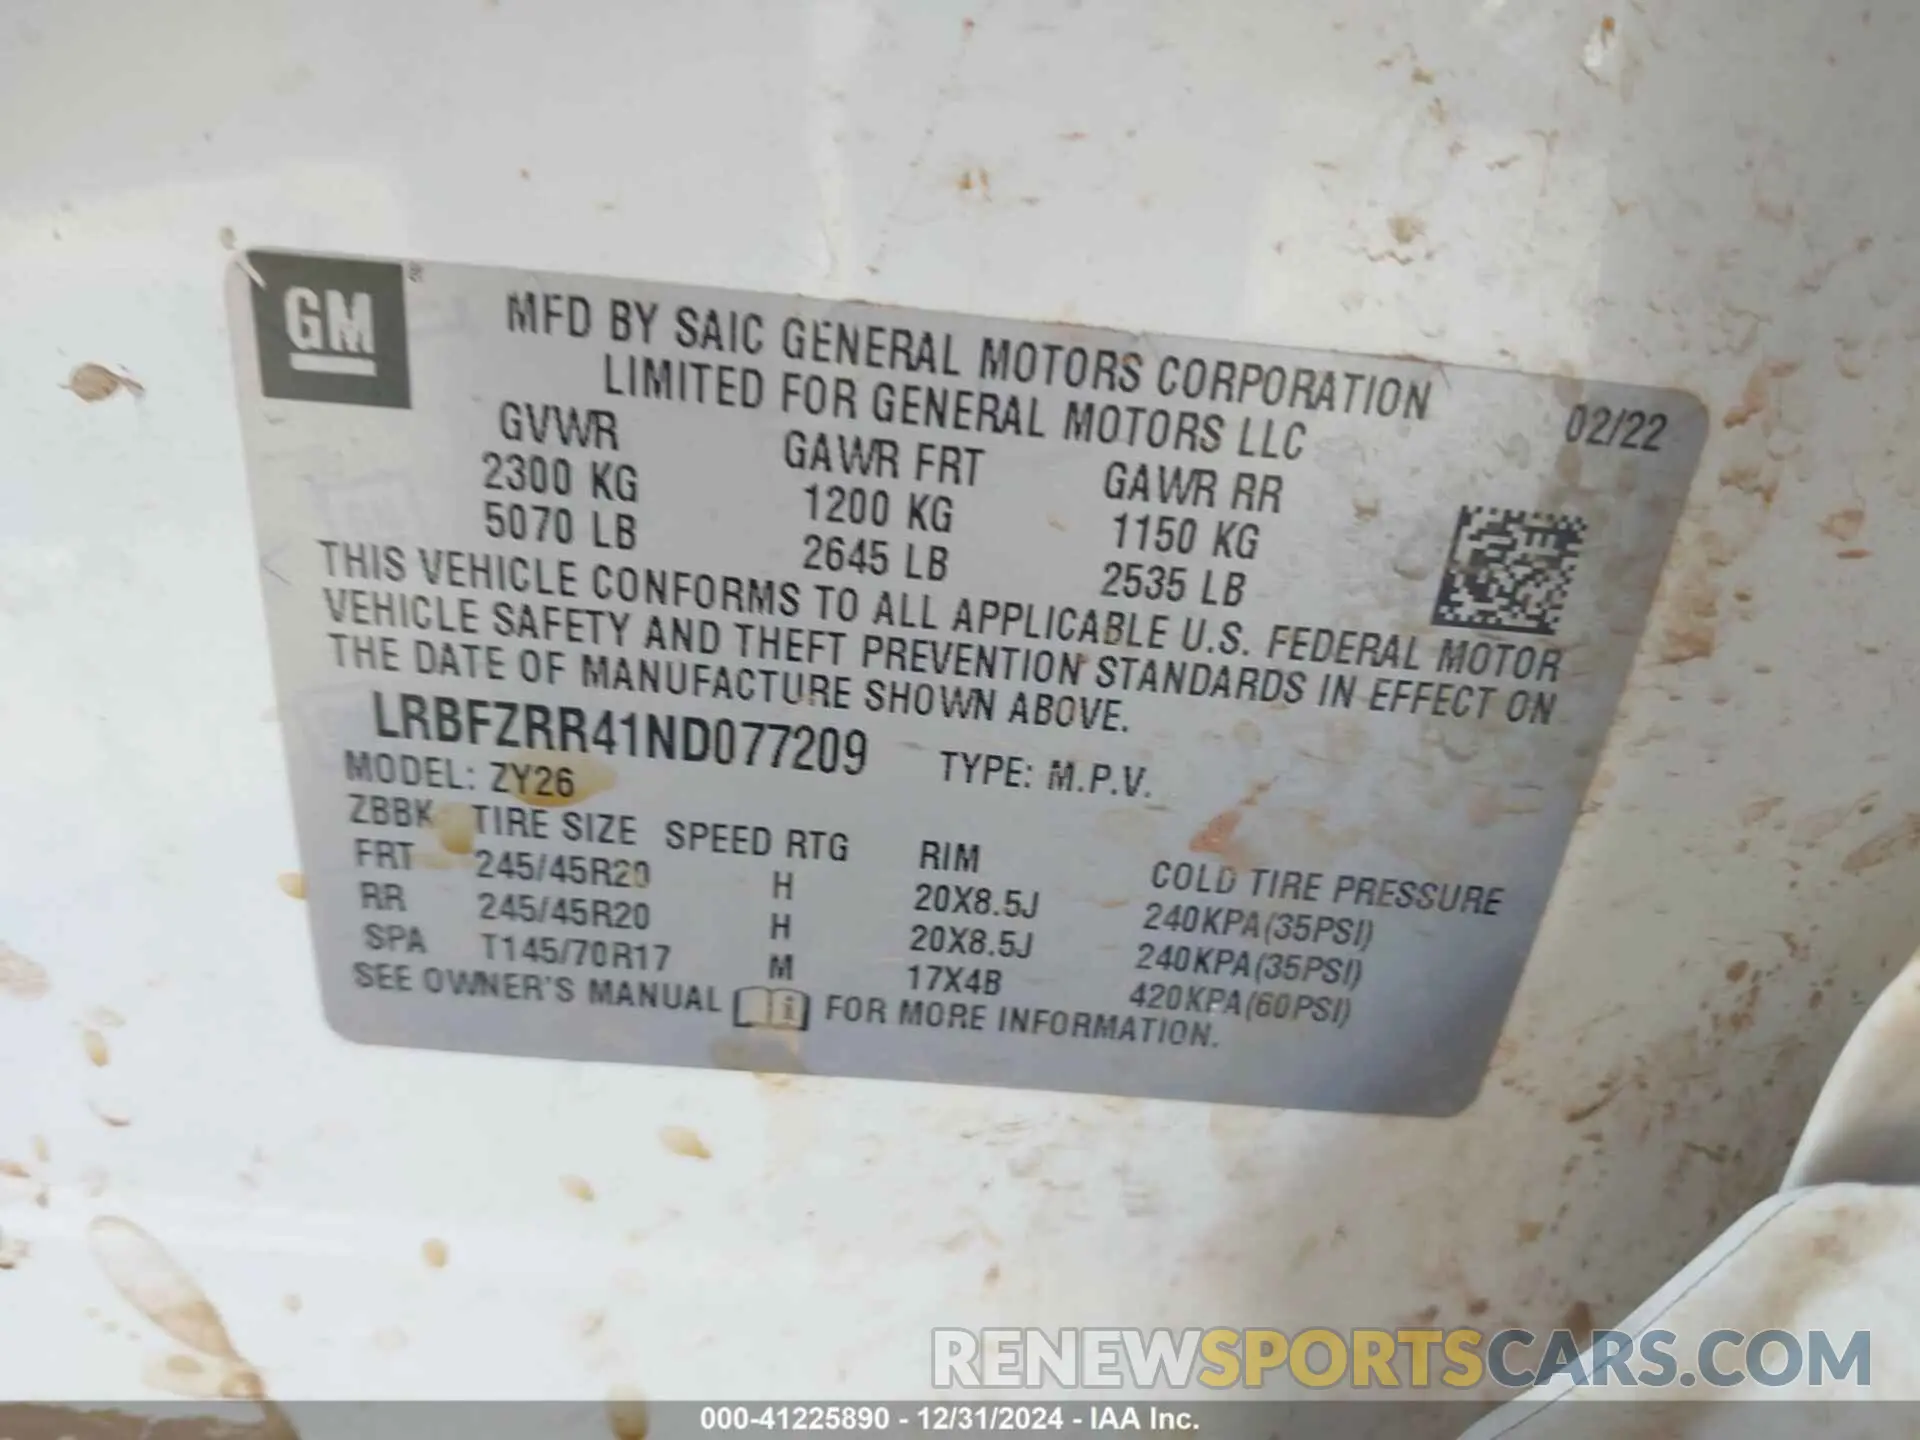 GM
MFD BY SAIC GENERAL MOTORS CORPORATION
LIMITED FOR GENERAL MOTORS LLC
02/22
GVWR GAWR FRT GAWR RR
2300 KG 1200 KG 1150 KG
5070 LB 2645 LB 2535 LB
THIS VEHICLE CONFORMS TO ALL APPLICABLE U.S. FEDERAL MOTOR
VEHICLE SAFETY AND THEFT PREVENTION STANDARDS IN EFFECT ON
THE DATE OF MANUFACTURE SHOWN ABOVE.
LRBFZRR41ND077209 TYPE: M.P.V.
MODEL: ZY26
ZBBK TIRE SIZE SPEED RTG RIM COLD TIRE PRESSURE
FRT 245/45R20 H 20X8.5J 240KPA(35PSI)
RR 245/45R20 H 20X8.5J 240KPA(35PSI)
SPA T145/70R17 M 17X4B 420KPA(60PSI)
SEE OWNER'S MANUAL i FOR MORE INFORMATION.
RENEWSPORTSCARS.COM
000-41225890 - 12/31/2024 - IAA Inc.